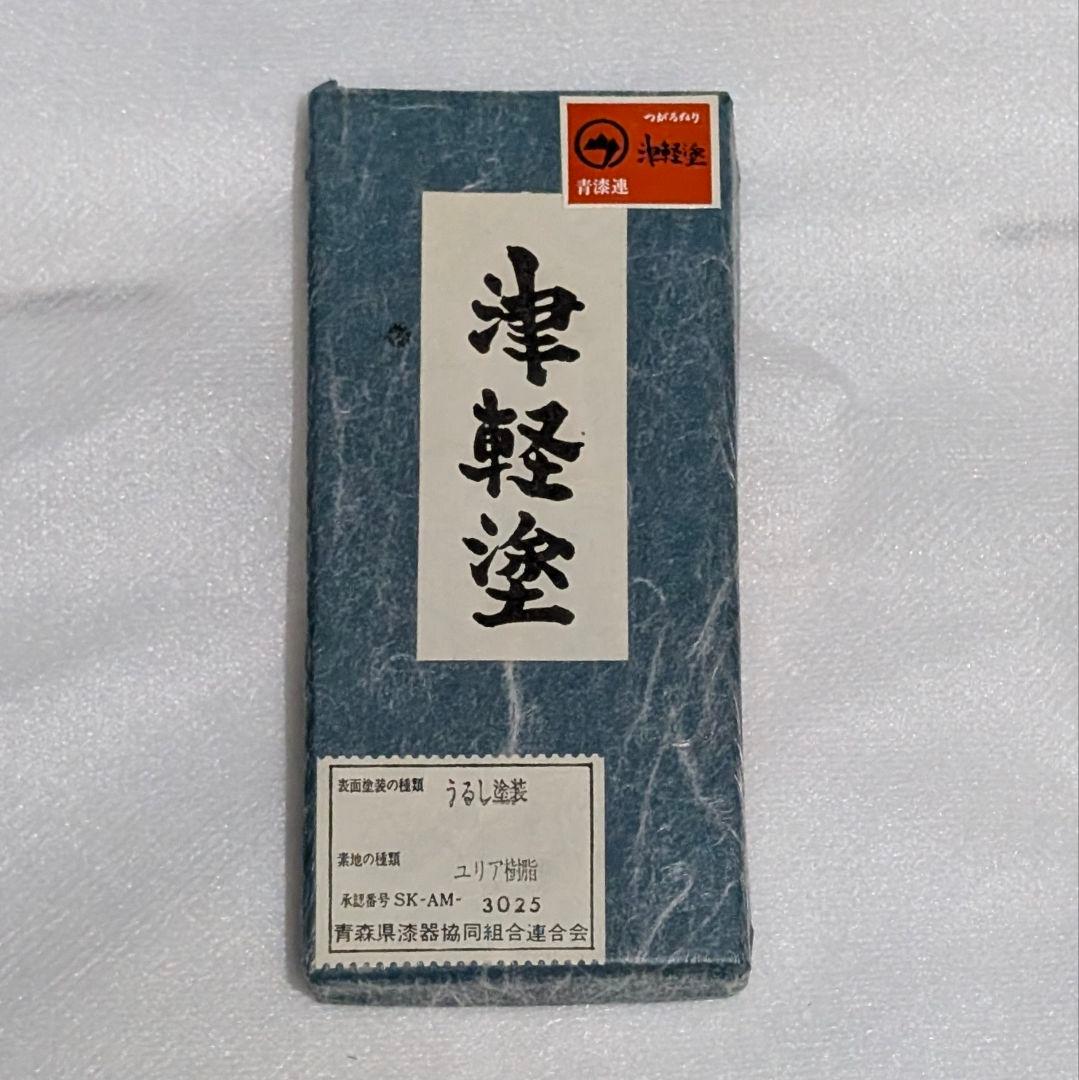 つがるぬり
津軽塗
青漆連
津軽塗
表面塗装の種類 うるし塗装
素地の種類 ユリア樹脂
承認番号 SK-AM- 3025
青森県漆器協同組合連合会